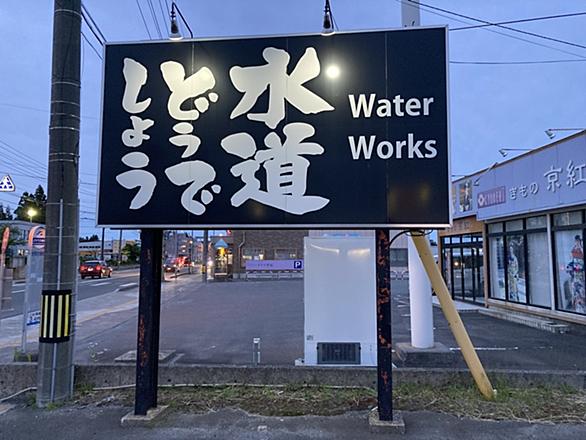 水道
どうで
しょう
Water
Works
きもの 京紅
P